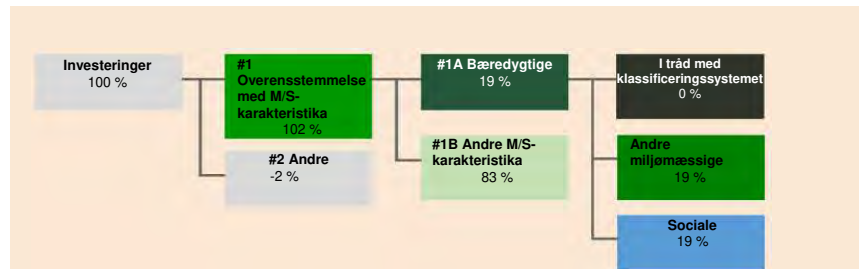 Investeringer
100 %
#1
Overensstemmelse
med M/S-
karakteristika
102 %
#2 Andre
-2 %
#1A Bæredygtige
19 %
#1B Andre M/S-
karakteristika
83 %
I tråd med
klassificeringssystemet
0 %
Andre
miljømæssige
19 %
Sociale
19 %